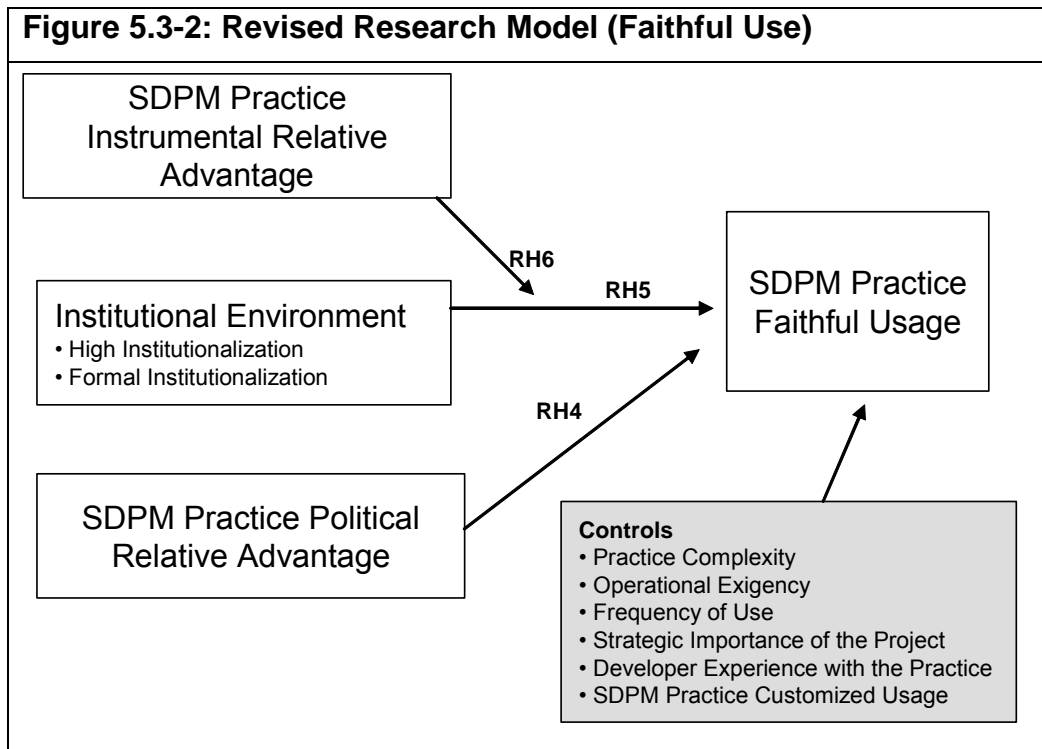 Figure 5.3-2: Revised Research Model (Faithful Use)
SDPM Practice
Instrumental Relative
Advantage
RH6
RH5
Institutional Environment
• High Institutionalization
• Formal Institutionalization
SDPM Practice
Faithful Usage
RH4
SDPM Practice Political
Relative Advantage
Controls
• Practice Complexity
• Operational Exigency
• Frequency of Use
• Strategic Importance of the Project
• Developer Experience with the Practice
• SDPM Practice Customized Usage